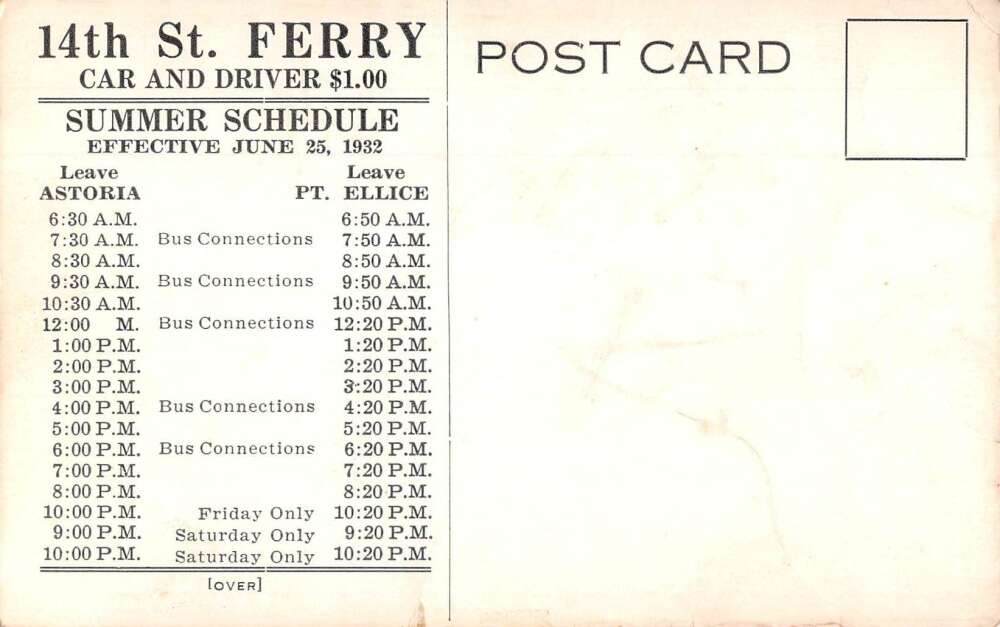 14th St. FERRY
CAR AND DRIVER $1.00
SUMMER SCHEDULE
EFFECTIVE JUNE 25, 1932
Leave Leave
ASTORIA PT. ELLICE
6:30 A.M. 6:50 A.M.
7:30 A.M. Bus Connections 7:50 A.M.
8:30 A.M. 8:50 A.M.
9:30 A.M. Bus Connections 9:50 A.M.
10:30 A.M. 10:50 A.M.
12:00 M. Bus Connections 12:20 P.M.
1:00 P.M. 1:20 P.M.
2:00 P.M. 2:20 P.M.
3:00 P.M. 3:20 P.M.
4:00 P.M. Bus Connections 4:20 P.M.
5:00 P.M. 5:20 P.M.
6:00 P.M. Bus Connections 6:20 P.M.
7:00 P.M. 7:20 P.M.
8:00 P.M. 8:20 P.M.
10:00 P.M. Friday Only 10:20 P.M.
9:00 P.M. Saturday Only 9:20 P.M.
10:00 P.M. Saturday Only 10:20 P.M.
[OVER]
POST CARD